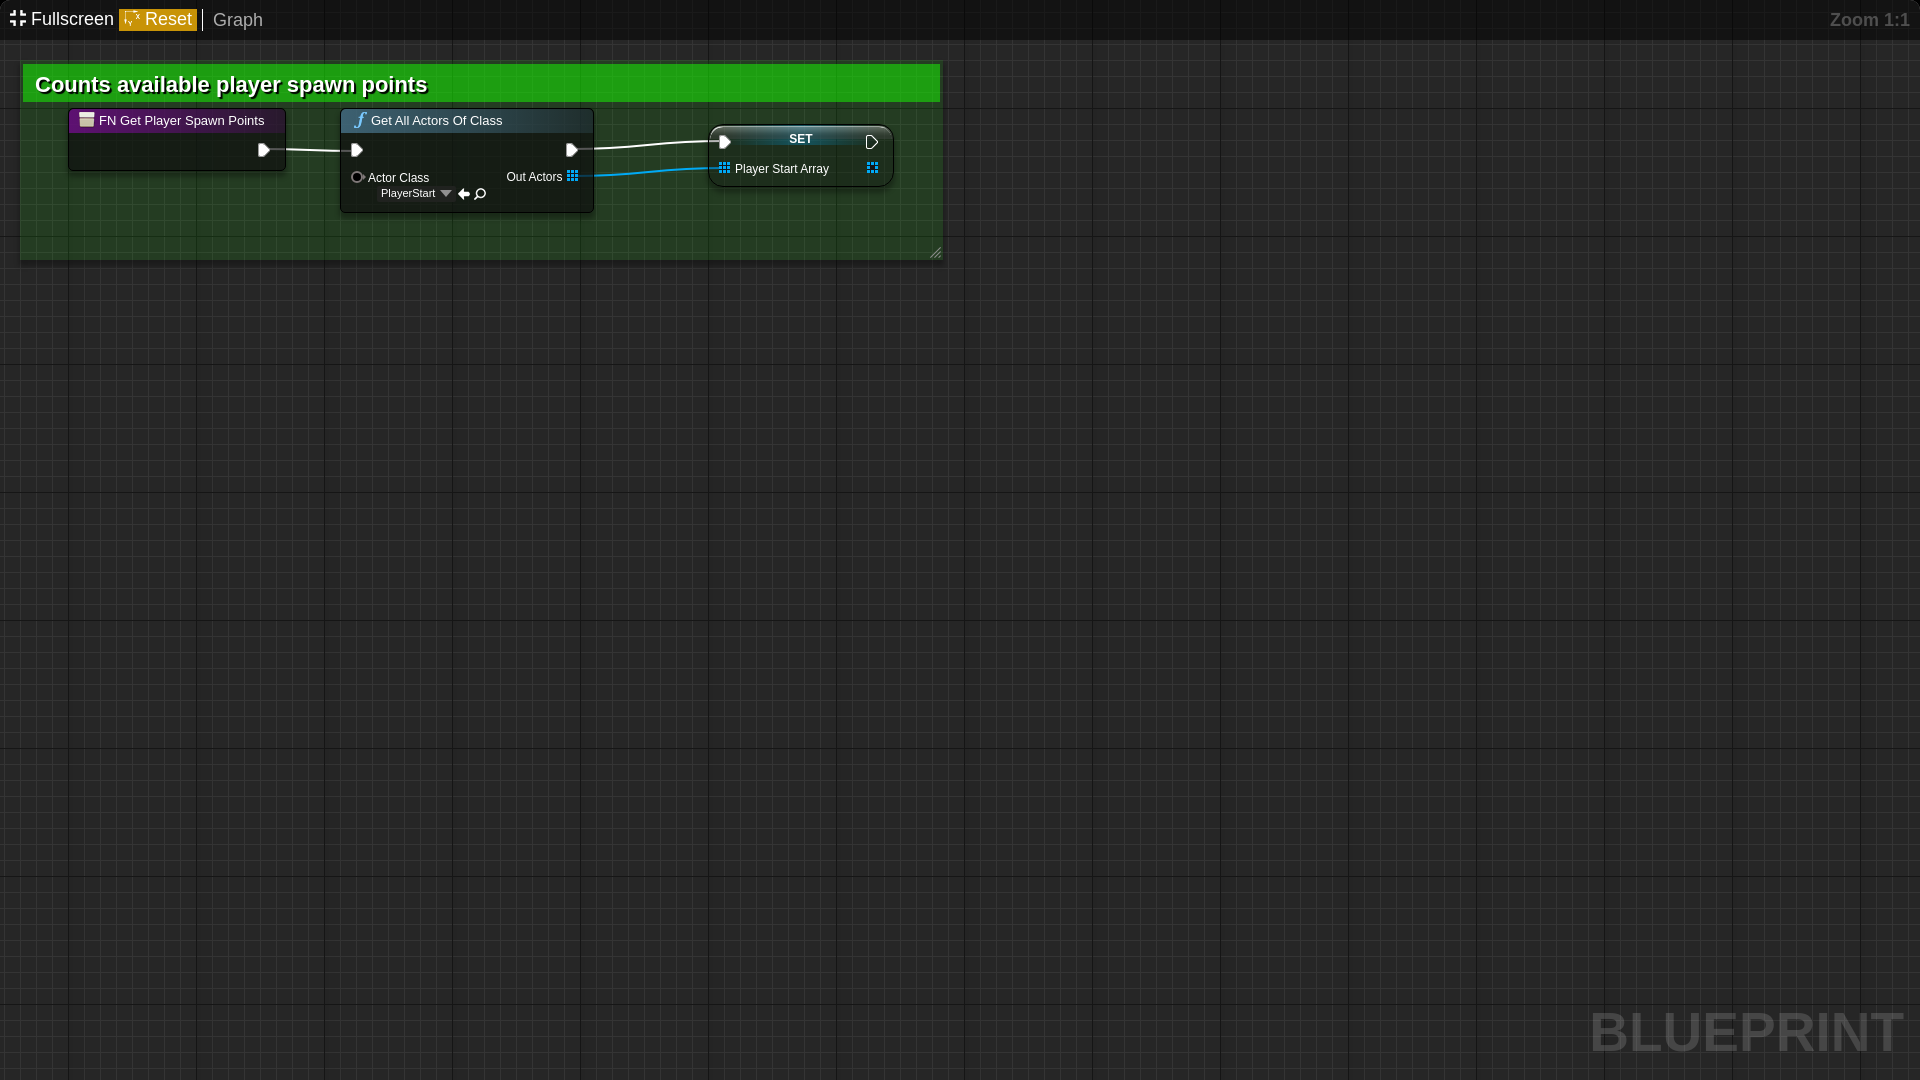 Fullscreen Reset Graph Zoom 1:1
Counts available player spawn points
FN Get Player Spawn Points
Get All Actors Of Class
SET
Actor Class
PlayerStart
Out Actors
Player Start Array
BLUEPRINT